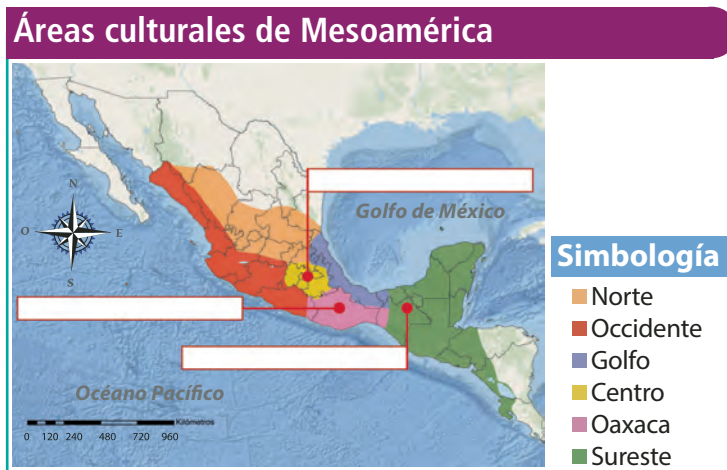 Áreas culturales de Mesoamérica
N
O
E
S
Golfo de México
Océano Pacífico
Kilómetros
0 120 240 480 720 960
Simbología
Norte
Occidente
Golfo
Centro
Oaxaca
Sureste